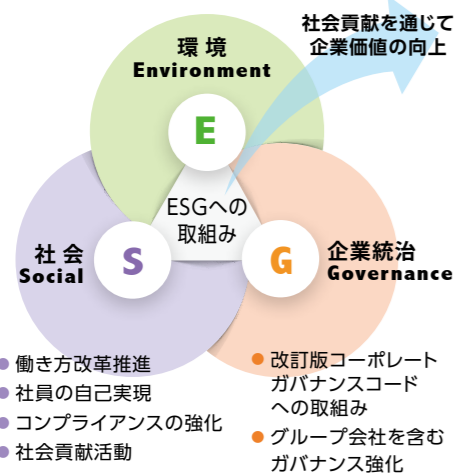 社会貢献を通じて
企業価値の向上
環 境
Environment
E
ESGへの
取組み
社 会
Social
S
G
企業統治
Governance
● 働き方改革推進
● 社員の自己実現
● コンプライアンスの強化
● 社会貢献活動
● 改訂版コーポレート
ガバナンスコード
への取組み
● グループ会社を含む
ガバナンス強化